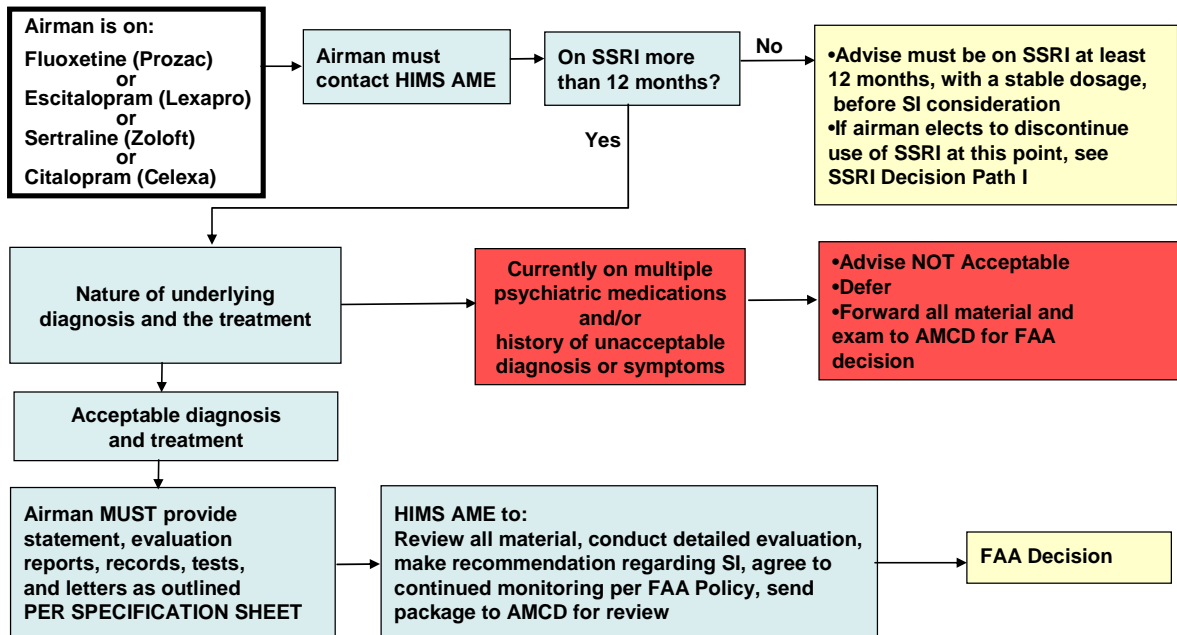 Airman is on:
Fluoxetine (Prozac)
or
Escitalopram (Lexapro)
or
Sertraline (Zoloft)
or
Citalopram (Celexa)
Airman must
contact HIMS AME
On SSRI more
than 12 months?
No
•Advise must be on SSRI at least
12 months, with a stable dosage,
before SI consideration
•If airman elects to discontinue
use of SSRI at this point, see
SSRI Decision Path I
Yes
Nature of underlying
diagnosis and the treatment
Currently on multiple
psychiatric medications
and/or
history of unacceptable
diagnosis or symptoms
•Advise NOT Acceptable
•Defer
•Forward all material and
exam to AMCD for FAA
decision
Acceptable diagnosis
and treatment
Airman MUST provide
statement, evaluation
reports, records, tests,
and letters as outlined
PER SPECIFICATION SHEET
HIMS AME to:
Review all material, conduct detailed evaluation,
make recommendation regarding SI, agree to
continued monitoring per FAA Policy, send
package to AMCD for review
FAA Decision